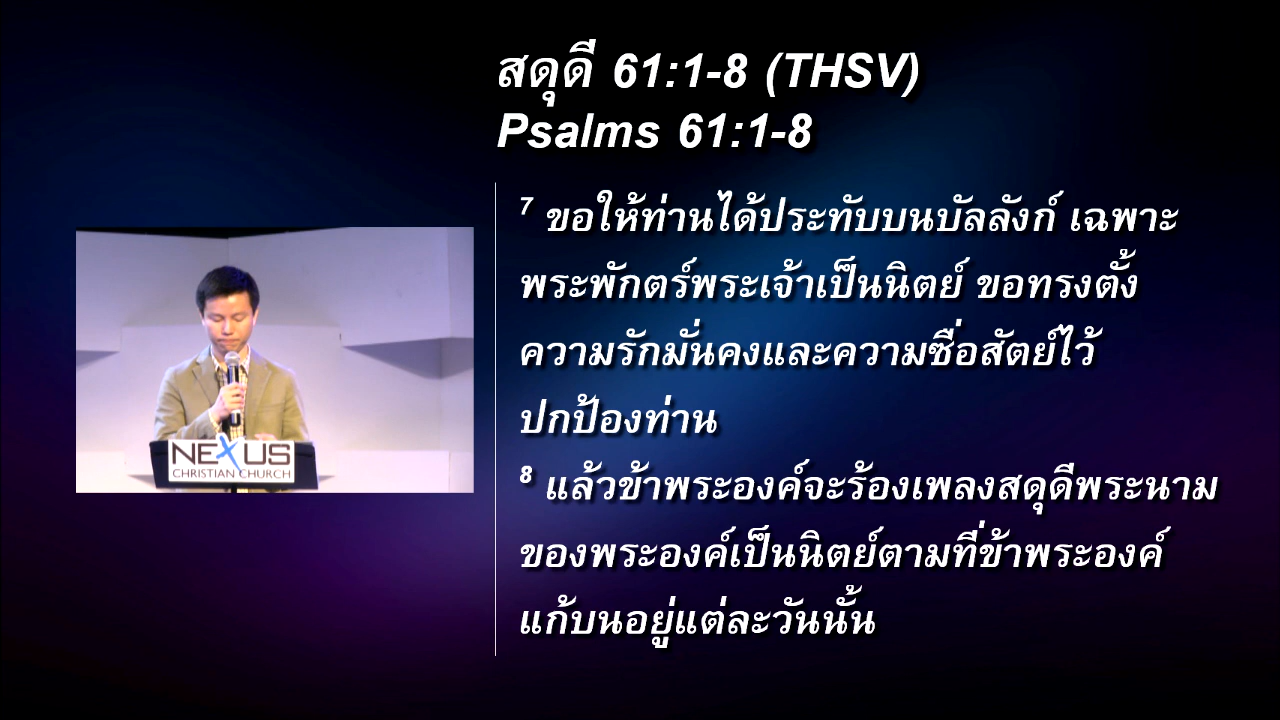 สดุดี 61:1-8 (THSV)
Psalms 61:1-8
7 ขอให้ท่านได้ประทับบนบัลลังก์ เฉพาะ
พระพักตร์พระเจ้าเป็นนิตย์ ขอทรงตั้ง
ความรักมั่นคงและความซื่อสัตย์ไว้
ปกป้องท่าน
8 แล้วข้าพระองค์จะร้องเพลงสดุดีพระนาม
ของพระองค์เป็นนิตย์ตามที่ข้าพระองค์
แก้บนอยู่แต่ละวันนั้น
NEXUS
CHRISTIAN CHURCH